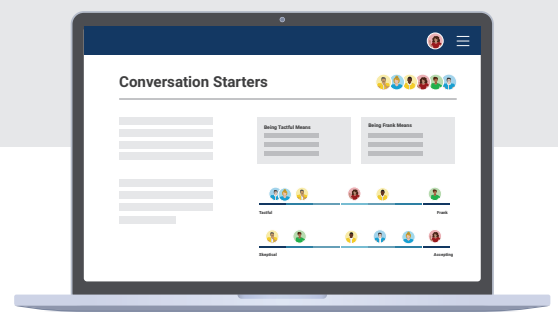 Conversation Starters
Being Tactful Means
Being Frank Means
Tactful
Frank
Skeptical
Accepting